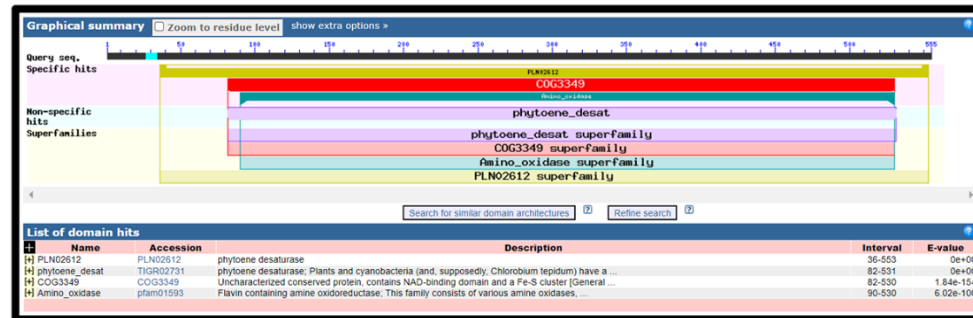 Graphical summary Zoom to residue level show extra options »
1 50 100 150 200 250 300 350 400 450 500 555
Query seq.
Specific hits
PLN02612
COG3349
Amino_oxidase
Non-specific hits
phytoene_desat
Superfamilies
phytoene_desat superfamily
COG3349 superfamily
Amino_oxidase superfamily
PLN02612 superfamily
Search for similar domain architectures ? Refine search ?
List of domain hits
Name Accession Description Interval E-value
[+] PLN02612 PLN02612 phytoene desaturase 36-553 0e+00
[+] phytoene_desat TIGR02731 phytoene desaturase; Plants and cyanobacteria (and, supposedly, Chlorobium tepidum) have a ... 82-531 0e+00
[+] COG3349 COG3349 Uncharacterized conserved protein, contains NAD-binding domain and a Fe-S cluster [General ... 82-530
[+] Amino_oxidase pfam01593 Flavin containing amine oxidoreductase; This family consists of various amine oxidases, ... 90-530